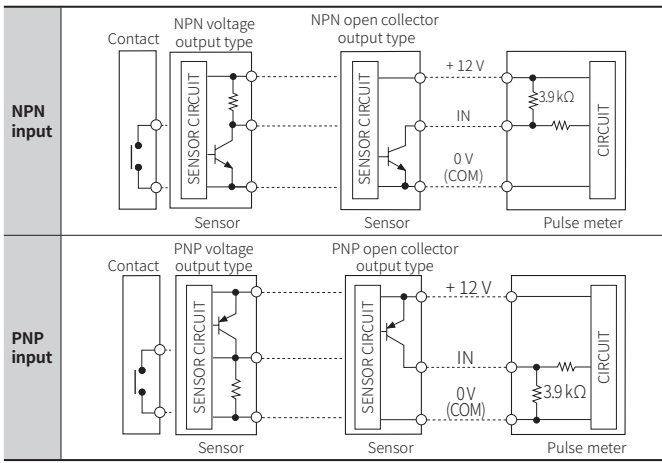 NPN input
Contact
NPN voltage
output type
NPN open collector
output type
SENSOR CIRCUIT
SENSOR CIRCUIT
+ 12 V
IN
0 V
(COM)
3.9 kΩ
CIRCUIT
Sensor
Sensor
Pulse meter
PNP input
Contact
PNP voltage
output type
PNP open collector
output type
SENSOR CIRCUIT
SENSOR CIRCUIT
+ 12 V
IN
0 V
(COM)
3.9 kΩ
CIRCUIT
Sensor
Sensor
Pulse meter